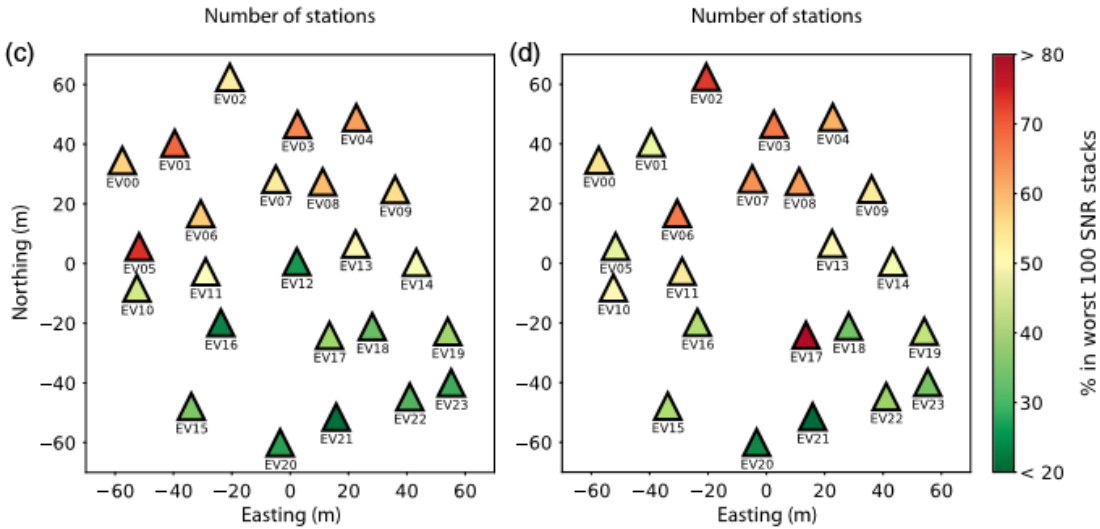 Number of stations
Number of stations
(c)
(d)
> 80
70
60
50
40
30
< 20
% in worst 100 SNR stacks
60
40
20
0
−20
−40
−60
Northing (m)
EV02
EV03
EV04
EV01
EV00
EV07
EV08
EV09
EV06
EV05
EV13
EV12
EV14
EV11
EV10
EV16
EV17
EV18
EV19
EV23
EV22
EV15
EV21
EV20
−60
−40
−20
0
20
40
60
Easting (m)
60
40
20
0
−20
−40
−60
EV02
EV03
EV04
EV01
EV00
EV07
EV08
EV09
EV06
EV05
EV13
EV14
EV11
EV10
EV16
EV17
EV18
EV19
EV23
EV22
EV15
EV21
EV20
−60
−40
−20
0
20
40
60
Easting (m)